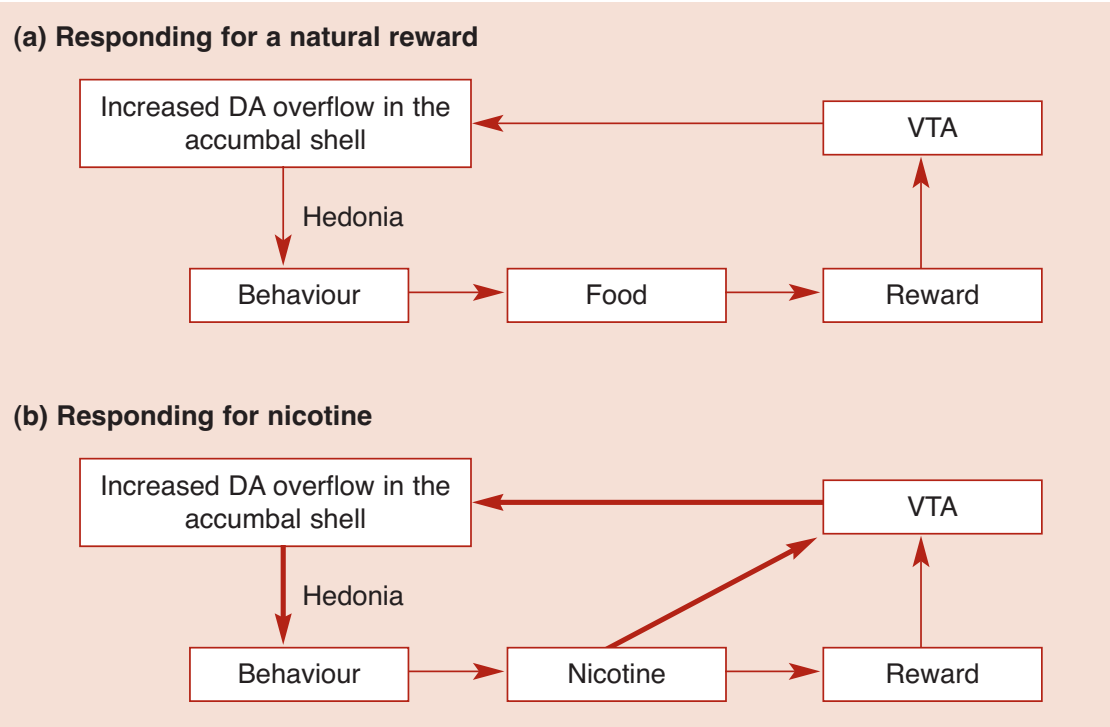 (a) Responding for a natural reward
Increased DA overflow in the
accumbal shell
VTA
Hedonia
Behaviour
Food
Reward
(b) Responding for nicotine
Increased DA overflow in the
accumbal shell
VTA
Hedonia
Behaviour
Nicotine
Reward